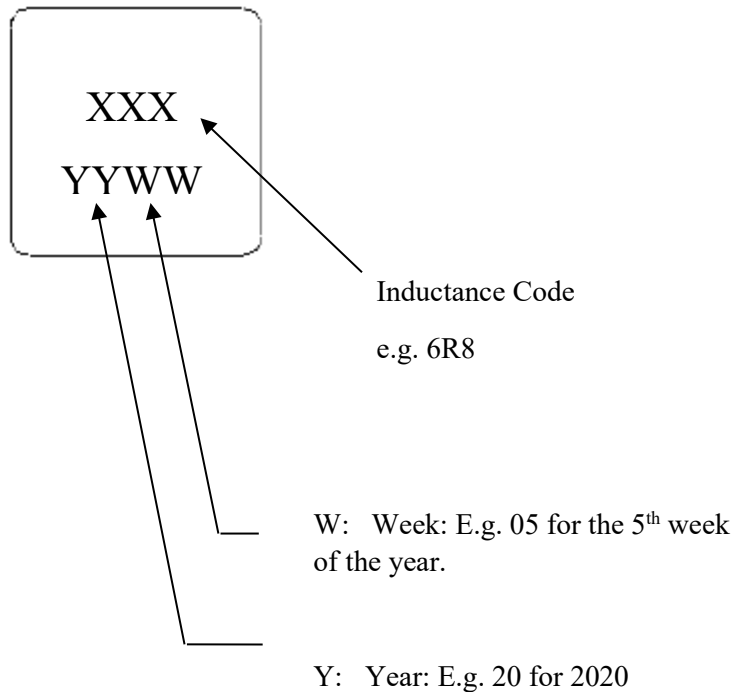 XXX
YYWW
Inductance Code
e.g. 6R8
W: Week: E.g. 05 for the 5th week
of the year.
Y: Year: E.g. 20 for 2020